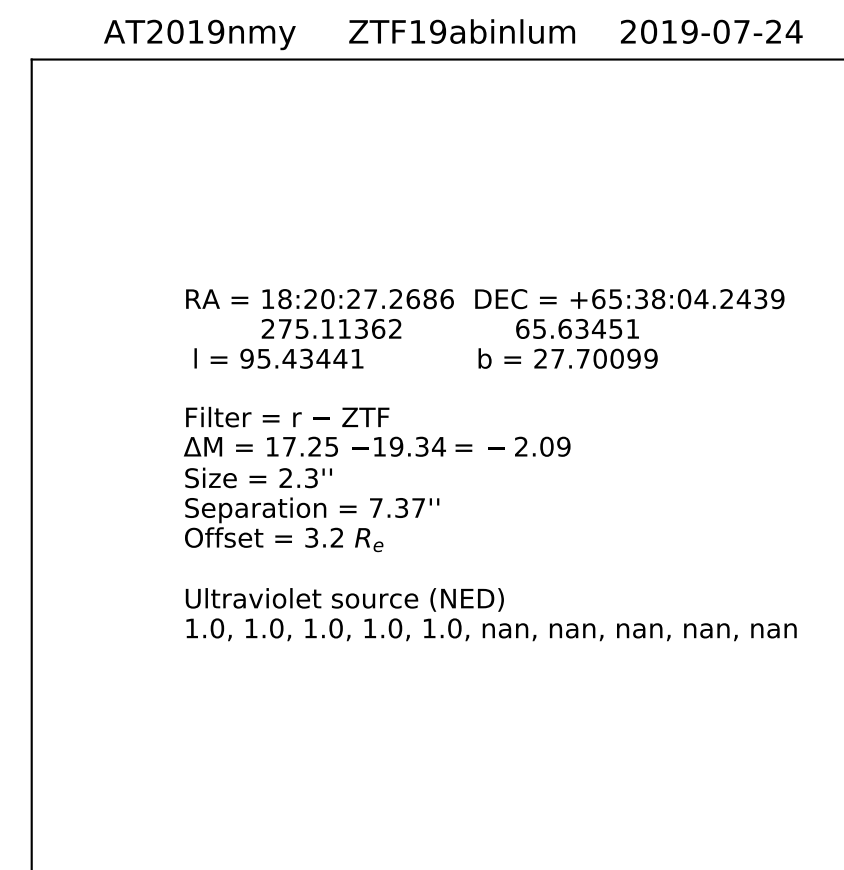 AT2019nmy ZTF19abinlum 2019-07-24
RA = 18:20:27.2686 DEC = +65:38:04.2439
275.11362 65.63451
l = 95.43441 b = 27.70099
Filter = r − ZTF
ΔM = 17.25 −19.34 = − 2.09
Size = 2.3''
Separation = 7.37''
Offset = 3.2 Re
Ultraviolet source (NED)
1.0, 1.0, 1.0, 1.0, 1.0, nan, nan, nan, nan, nan